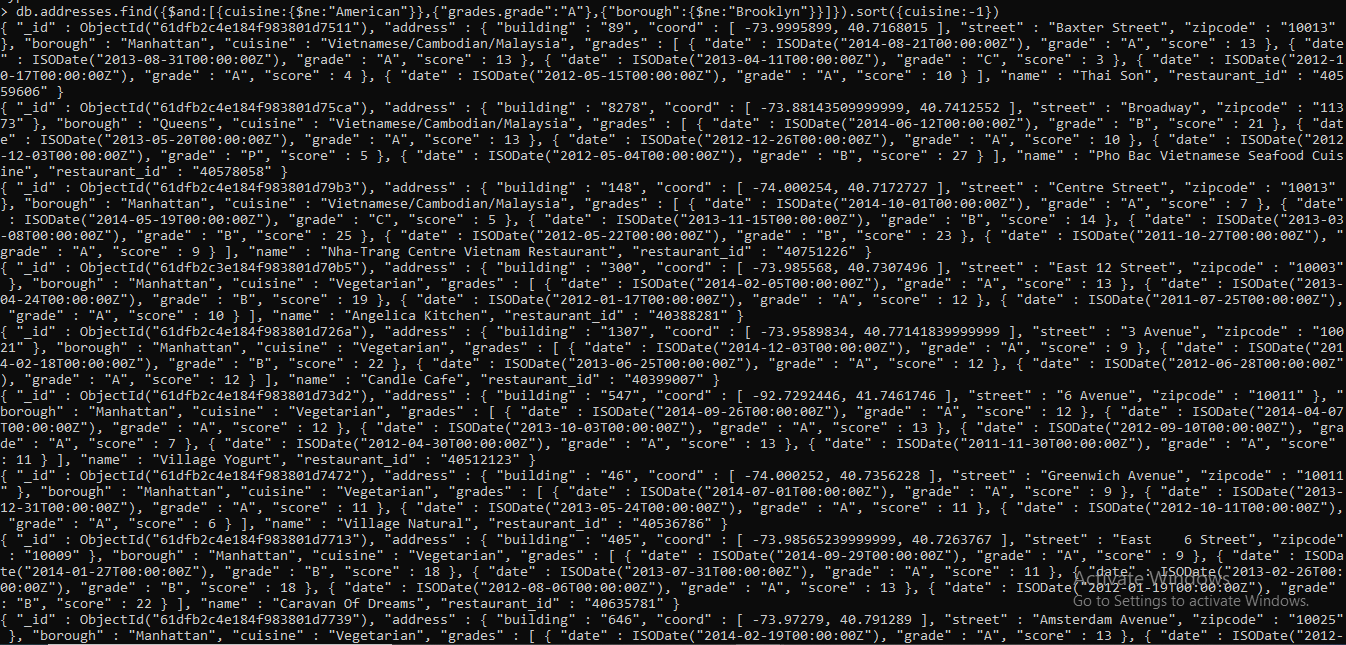 > db.addresses.find({$and:[{cuisine:{$ne:"American"}},{"grades.grade":"A"},{"borough":{$ne:"Brooklyn"}}]}).sort({cuisine:-1})
{ "_id" : ObjectId("61dfb2c4e184f983801d7511"), "address" : { "building" : "89", "coord" : [ -73.9995899, 40.7168015 ], "street" : "Baxter Street", "zipcode" : "10013"
}, "borough" : "Manhattan", "cuisine" : "Vietnamese/Cambodian/Malaysia", "grades" : [ { "date" : ISODate("2014-08-21T00:00:00Z"), "grade" : "A", "score" : 13 }, { "date
" : ISODate("2013-08-31T00:00:00Z"), "grade" : "A", "score" : 13 }, { "date" : ISODate("2013-04-11T00:00:00Z"), "grade" : "C", "score" : 3 }, { "date" : ISODate("2012-1
0-17T00:00:00Z"), "grade" : "A", "score" : 4 }, { "date" : ISODate("2012-05-15T00:00:00Z"), "grade" : "A", "score" : 10 } ], "name" : "Thai Son", "restaurant_id" : "405
59606" }
{ "_id" : ObjectId("61dfb2c4e184f983801d75ca"), "address" : { "building" : "8278", "coord" : [ -73.88143509999999, 40.7412552 ], "street" : "Broadway", "zipcode" : "113
73" }, "borough" : "Queens", "cuisine" : "Vietnamese/Cambodian/Malaysia", "grades" : [ { "date" : ISODate("2014-06-12T00:00:00Z"), "grade" : "B", "score" : 21 }, { "dat
e" : ISODate("2013-05-20T00:00:00Z"), "grade" : "A", "score" : 13 }, { "date" : ISODate("2012-12-26T00:00:00Z"), "grade" : "A", "score" : 10 }, { "date" : ISODate("2012
-12-03T00:00:00Z"), "grade" : "P", "score" : 5 }, { "date" : ISODate("2012-05-04T00:00:00Z"), "grade" : "B", "score" : 27 } ], "name" : "Pho Bac Vietnamese Seafood Cuis
ine", "restaurant_id" : "40578058" }
{ "_id" : ObjectId("61dfb2c4e184f983801d79b3"), "address" : { "building" : "148", "coord" : [ -74.000254, 40.7172727 ], "street" : "Centre Street", "zipcode" : "10013"
}, "borough" : "Manhattan", "cuisine" : "Vietnamese/Cambodian/Malaysia", "grades" : [ { "date" : ISODate("2014-10-01T00:00:00Z"), "grade" : "A", "score" : 7 }, { "date"
: ISODate("2014-05-19T00:00:00Z"), "grade" : "C", "score" : 5 }, { "date" : ISODate("2013-11-15T00:00:00Z"), "grade" : "B", "score" : 14 }, { "date" : ISODate("2013-03
-08T00:00:00Z"), "grade" : "B", "score" : 25 }, { "date" : ISODate("2012-05-22T00:00:00Z"), "grade" : "B", "score" : 23 }, { "date" : ISODate("2011-10-27T00:00:00Z"), "
grade" : "A", "score" : 9 } ], "name" : "Nha-Trang Centre Vietnam Restaurant", "restaurant_id" : "40751226" }
{ "_id" : ObjectId("61dfb2c3e184f983801d70b5"), "address" : { "building" : "300", "coord" : [ -73.985568, 40.7307496 ], "street" : "East 12 Street", "zipcode" : "10003"
}, "borough" : "Manhattan", "cuisine" : "Vegetarian", "grades" : [ { "date" : ISODate("2014-02-05T00:00:00Z"), "grade" : "A", "score" : 13 }, { "date" : ISODate("2013-
04-24T00:00:00Z"), "grade" : "B", "score" : 19 }, { "date" : ISODate("2012-01-17T00:00:00Z"), "grade" : "A", "score" : 12 }, { "date" : ISODate("2011-07-25T00:00:00Z"),
"grade" : "A", "score" : 10 } ], "name" : "Angelica Kitchen", "restaurant_id" : "40388281" }
{ "_id" : ObjectId("61dfb2c4e184f983801d726a"), "address" : { "building" : "1307", "coord" : [ -73.9589834, 40.77141839999999 ], "street" : "3 Avenue", "zipcode" : "100
21" }, "borough" : "Manhattan", "cuisine" : "Vegetarian", "grades" : [ { "date" : ISODate("2014-12-03T00:00:00Z"), "grade" : "A", "score" : 9 }, { "date" : ISODate("201
4-02-18T00:00:00Z"), "grade" : "B", "score" : 22 }, { "date" : ISODate("2013-06-25T00:00:00Z"), "grade" : "A", "score" : 12 }, { "date" : ISODate("2012-06-28T00:00:00Z"
), "grade" : "A", "score" : 12 } ], "name" : "Candle Cafe", "restaurant_id" : "40399007" }
{ "_id" : ObjectId("61dfb2c4e184f983801d73d2"), "address" : { "building" : "547", "coord" : [ -92.7292446, 41.7461746 ], "street" : "6 Avenue", "zipcode" : "10011" }, "
borough" : "Manhattan", "cuisine" : "Vegetarian", "grades" : [ { "date" : ISODate("2014-09-26T00:00:00Z"), "grade" : "A", "score" : 12 }, { "date" : ISODate("2014-04-07
T00:00:00Z"), "grade" : "A", "score" : 12 }, { "date" : ISODate("2013-10-03T00:00:00Z"), "grade" : "A", "score" : 13 }, { "date" : ISODate("2012-09-10T00:00:00Z"), "gra
de" : "A", "score" : 7 }, { "date" : ISODate("2012-04-30T00:00:00Z"), "grade" : "A", "score" : 13 }, { "date" : ISODate("2011-11-30T00:00:00Z"), "grade" : "A", "score"
: 11 } ], "name" : "Village Yogurt", "restaurant_id" : "40512123" }
{ "_id" : ObjectId("61dfb2c4e184f983801d7472"), "address" : { "building" : "46", "coord" : [ -74.000252, 40.7356228 ], "street" : "Greenwich Avenue", "zipcode" : "10011
" }, "borough" : "Manhattan", "cuisine" : "Vegetarian", "grades" : [ { "date" : ISODate("2014-07-01T00:00:00Z"), "grade" : "A", "score" : 9 }, { "date" : ISODate("2013-
12-31T00:00:00Z"), "grade" : "A", "score" : 11 }, { "date" : ISODate("2013-05-24T00:00:00Z"), "grade" : "A", "score" : 11 }, { "date" : ISODate("2012-10-11T00:00:00Z"),
"grade" : "A", "score" : 6 } ], "name" : "Village Natural", "restaurant_id" : "40536786" }
{ "_id" : ObjectId("61dfb2c4e184f983801d7713"), "address" : { "building" : "405", "coord" : [ -73.98565239999999, 40.7263767 ], "street" : "East    6 Street", "zipcode"
: "10009" }, "borough" : "Manhattan", "cuisine" : "Vegetarian", "grades" : [ { "date" : ISODate("2014-09-29T00:00:00Z"), "grade" : "A", "score" : 9 }, { "date" : ISODa
te("2014-01-27T00:00:00Z"), "grade" : "B", "score" : 18 }, { "date" : ISODate("2013-07-31T00:00:00Z"), "grade" : "A", "score" : 11 }, { "date" : ISODate("2013-02-26T00:
00:00Z"), "grade" : "B", "score" : 18 }, { "date" : ISODate("2012-08-06T00:00:00Z"), "grade" : "A", "score" : 13 }, { "date" : ISODate("2012-01-19T00:00:00Z"), "grade"
: "B", "score" : 22 } ], "name" : "Caravan Of Dreams", "restaurant_id" : "40635781" }
{ "_id" : ObjectId("61dfb2c4e184f983801d7739"), "address" : { "building" : "646", "coord" : [ -73.97279, 40.791289 ], "street" : "Amsterdam Avenue", "zipcode" : "10025"
}, "borough" : "Manhattan", "cuisine" : "Vegetarian", "grades" : [ { "date" : ISODate("2014-02-19T00:00:00Z"), "grade" : "A", "score" : 13 }, { "date" : ISODate("2012-
Activate Windows
Go to Settings to activate Windows.